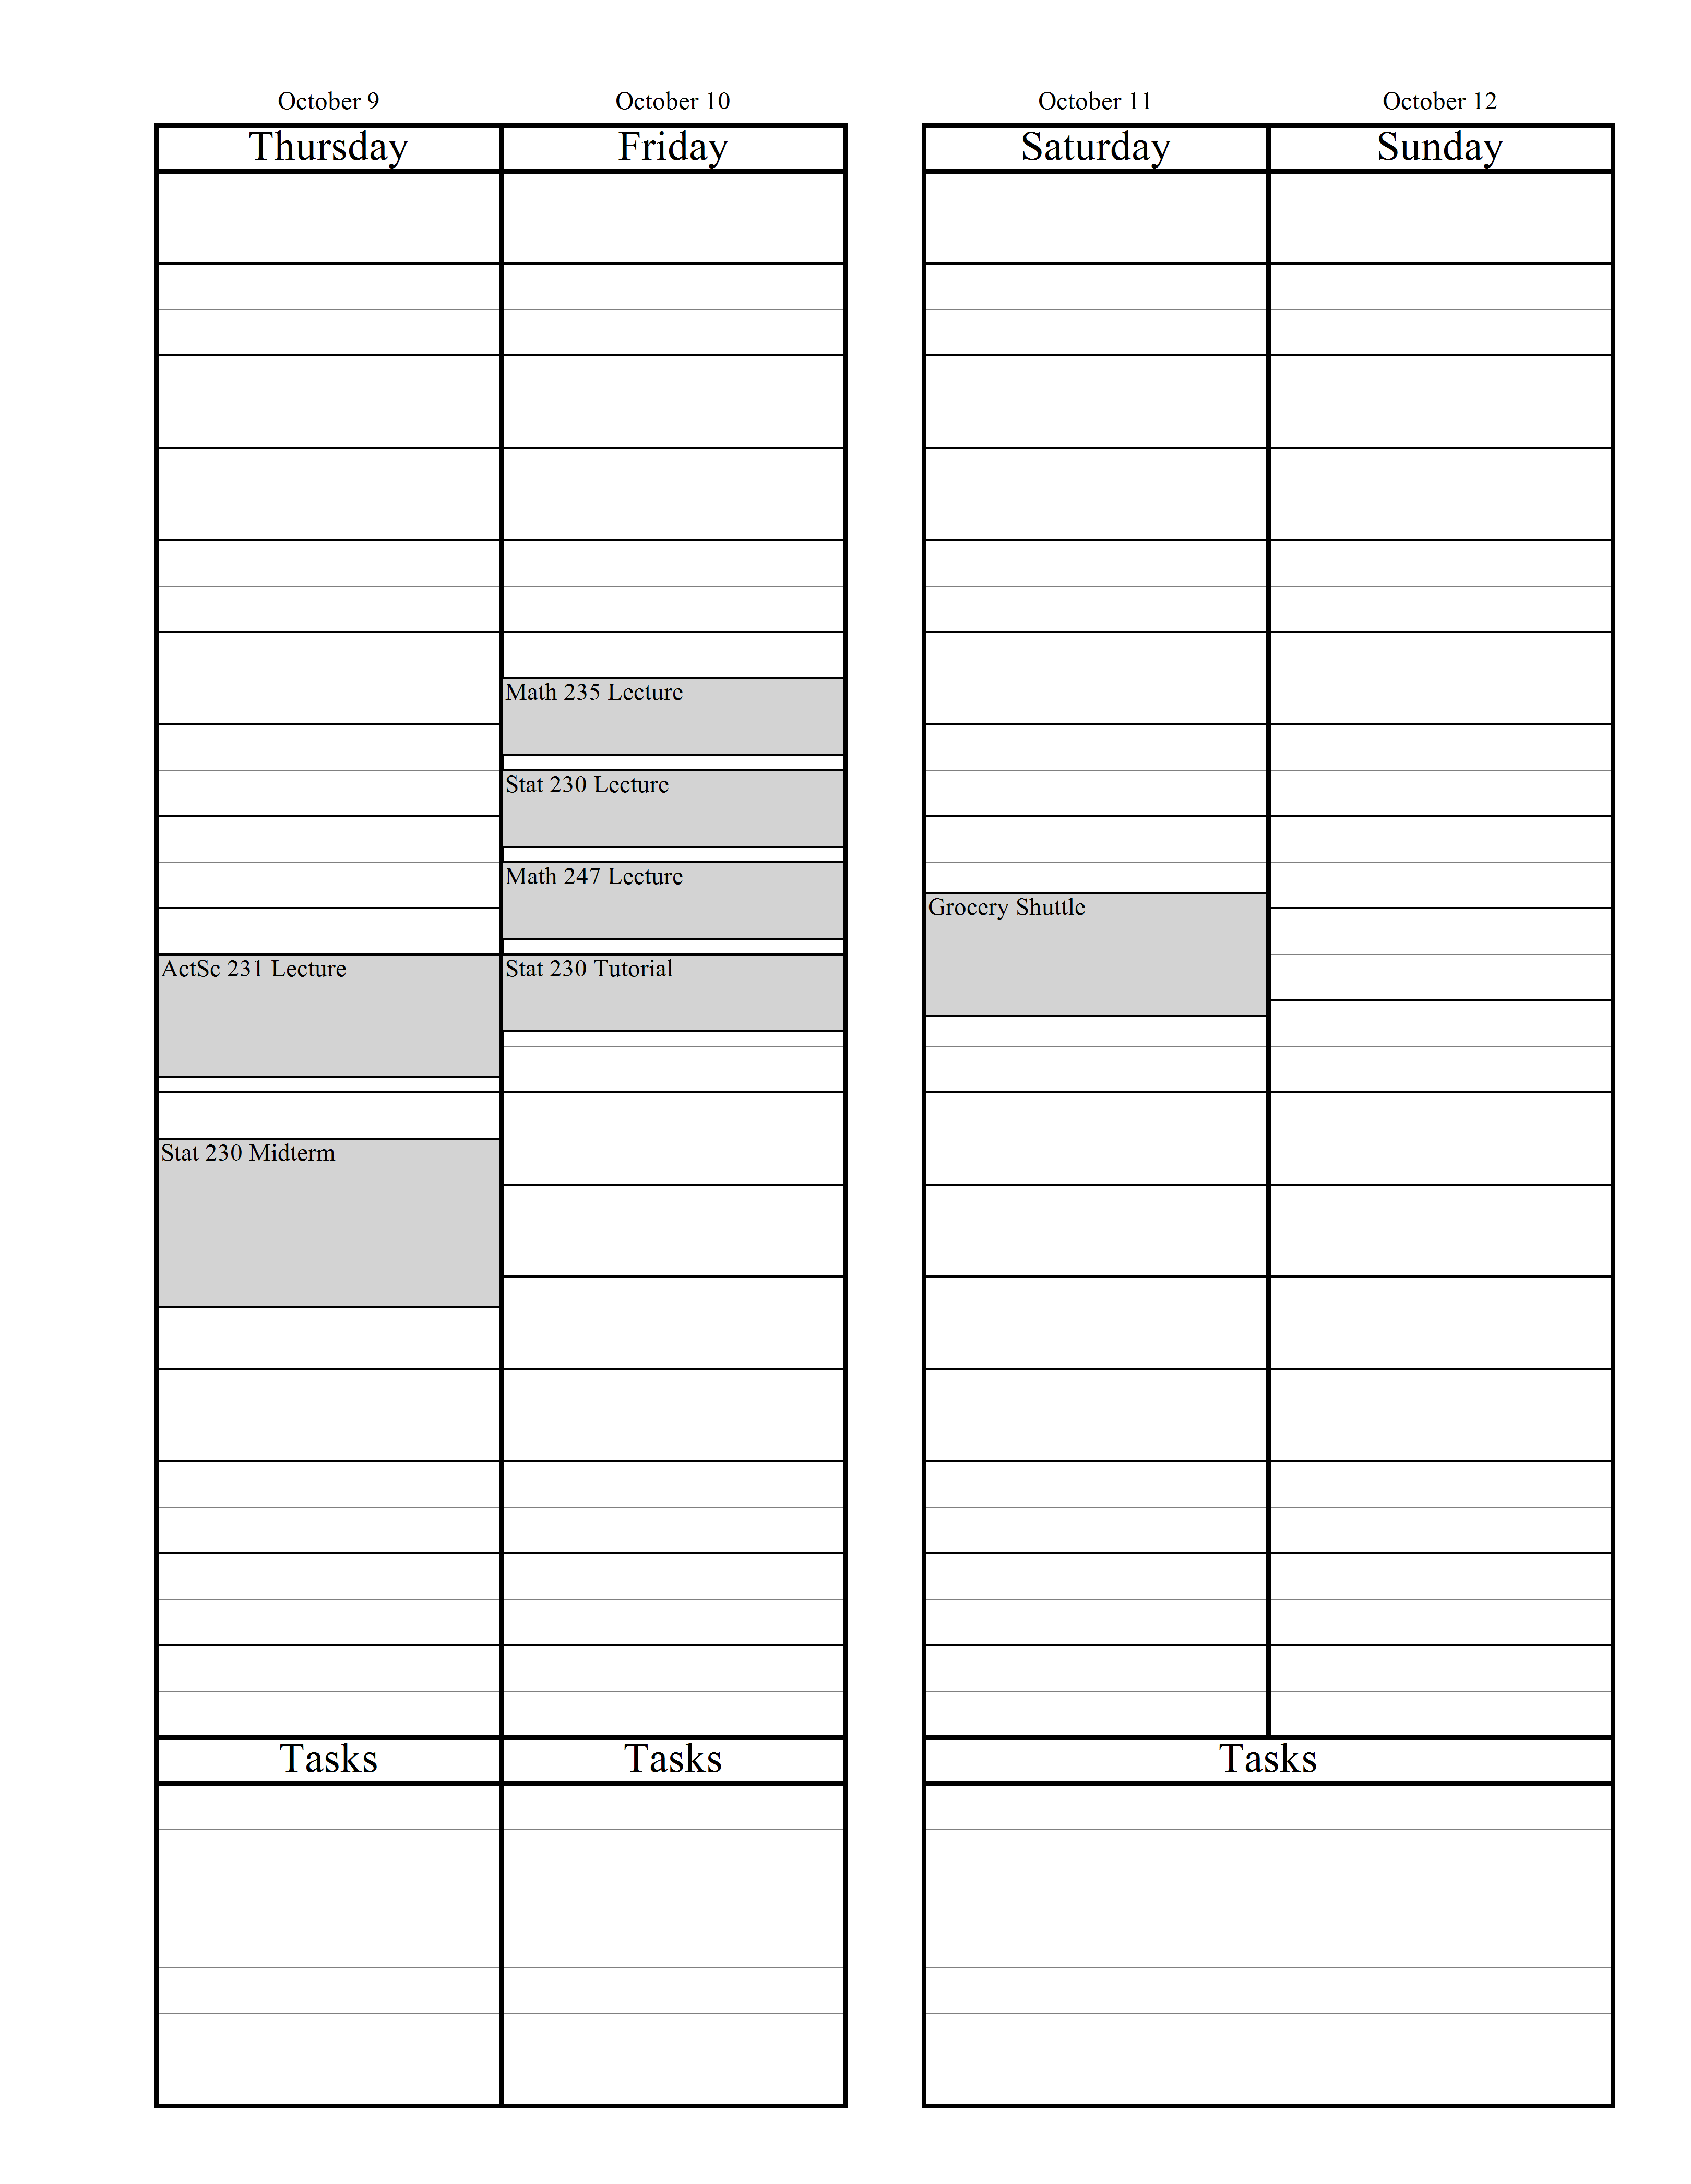 October 9
October 10
October 11
October 12
Thursday
Friday
Saturday
Sunday
Math 235 Lecture
Stat 230 Lecture
Math 247 Lecture
Grocery Shuttle
ActSc 231 Lecture
Stat 230 Tutorial
Stat 230 Midterm
Tasks
Tasks
Tasks